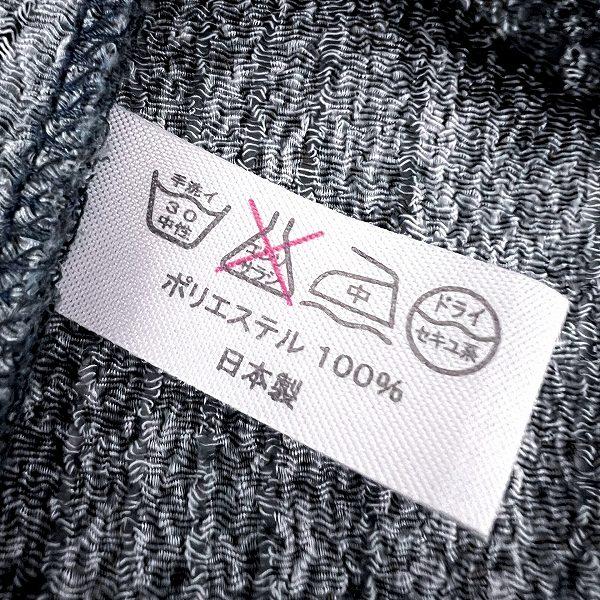 手洗イ
30
中性
エンソ
サラシ
中
ドライ
セキユ系
ポリエステル 100%
日本製